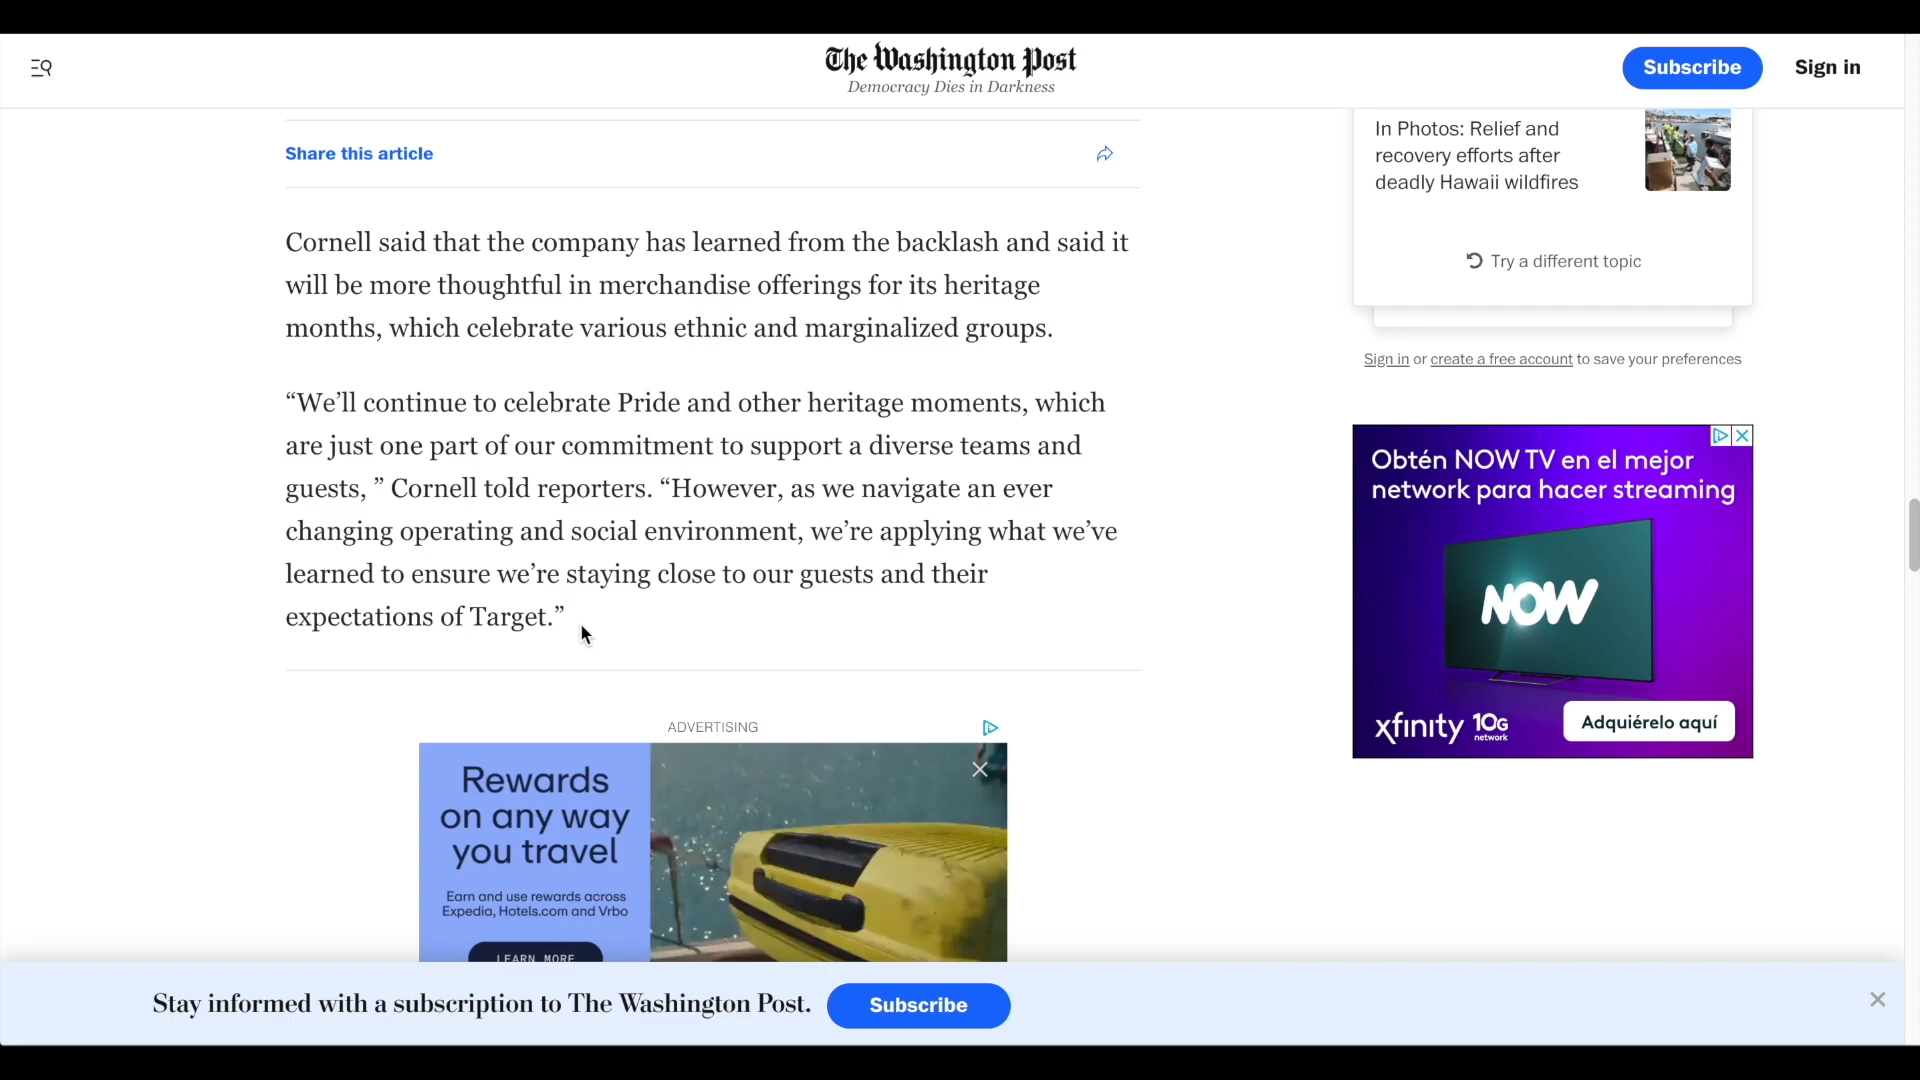 The Washington Post
Democracy Dies in Darkness
Subscribe
Sign in
Share this article
Cornell said that the company has learned from the backlash and said it
will be more thoughtful in merchandise offerings for its heritage
months, which celebrate various ethnic and marginalized groups.
“We’ll continue to celebrate Pride and other heritage moments, which
are just one part of our commitment to support a diverse teams and
guests, ” Cornell told reporters. “However, as we navigate an ever
changing operating and social environment, we’re applying what we’ve
learned to ensure we’re staying close to our guests and their
expectations of Target.”
In Photos: Relief and
recovery efforts after
deadly Hawaii wildfires
Try a different topic
Sign in or create a free account to save your preferences
Obtén NOW TV en el mejor
network para hacer streaming
NOW
xfinity 10G
network
Adquiérelo aquí
ADVERTISING
Rewards
on any way
you travel
Earn and use rewards across
Expedia, Hotels.com and Vrbo
LEARN MORE
Stay informed with a subscription to The Washington Post.
Subscribe